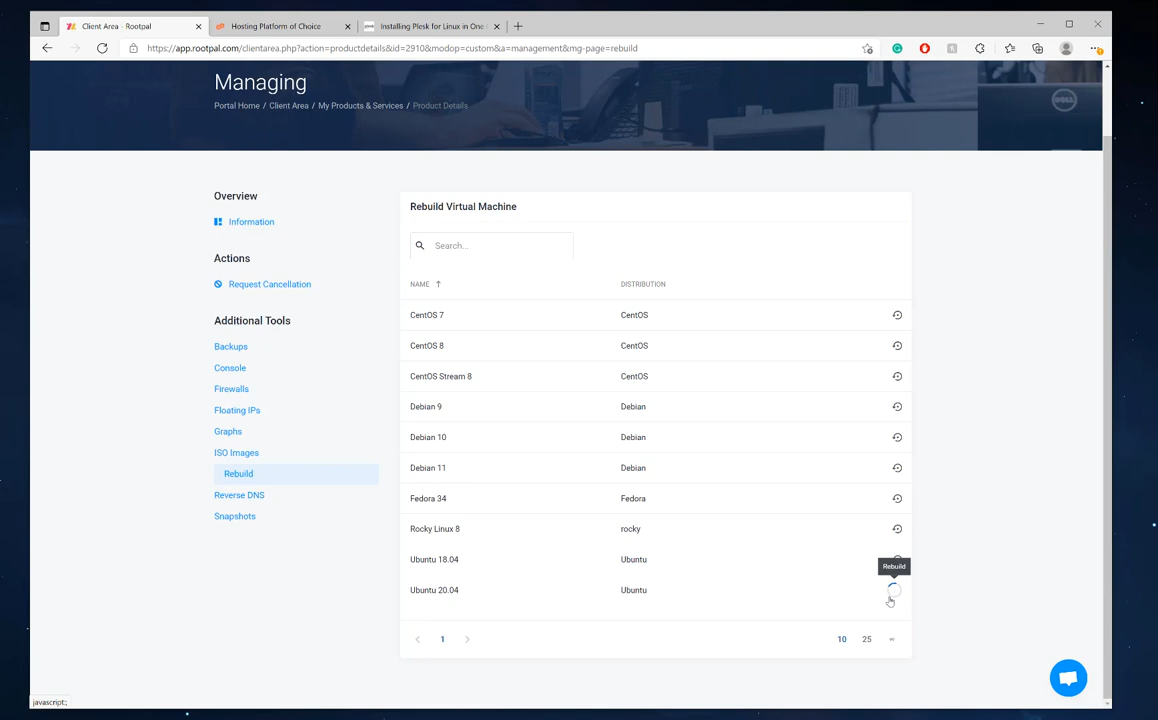 Client Area - Rootpal
Hosting Platform of Choice
Installing Plesk for Linux in One
https://app.rootpal.com/clientarea.php?action=productdetails&id=2910&modop=custom&a=management&mg-page=rebuild
Managing
Portal Home / Client Area / My Products & Services / Product Details
DELL
Overview
Information
Actions
Request Cancellation
Additional Tools
Backups
Console
Firewalls
Floating IPs
Graphs
ISO Images
Rebuild
Reverse DNS
Snapshots
Rebuild Virtual Machine
Search...
NAME DISTRIBUTION
CentOS 7 CentOS
CentOS 8 CentOS
CentOS Stream 8 CentOS
Debian 9 Debian
Debian 10 Debian
Debian 11 Debian
Fedora 34 Fedora
Rocky Linux 8 rocky
Ubuntu 18.04 Ubuntu
Rebuild
Ubuntu 20.04 Ubuntu
1 10 25 ∞
javascript:;